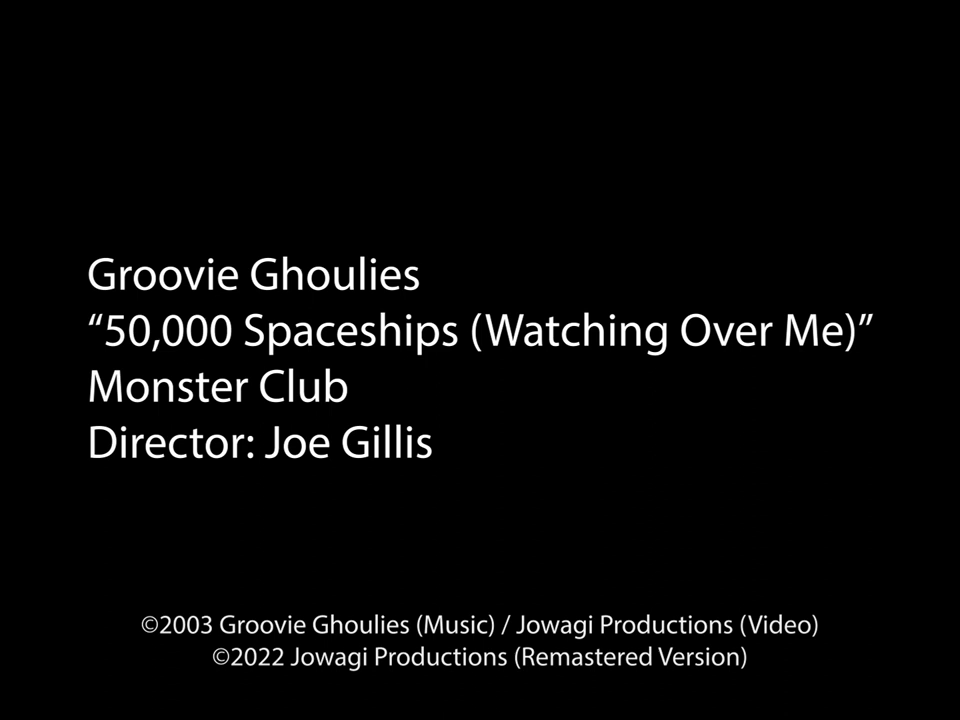 Groovie Ghoulies
“50,000 Spaceships (Watching Over Me)”
Monster Club
Director: Joe Gillis
©2003 Groovie Ghoulies (Music) / Jowagi Productions (Video)
©2022 Jowagi Productions (Remastered Version)